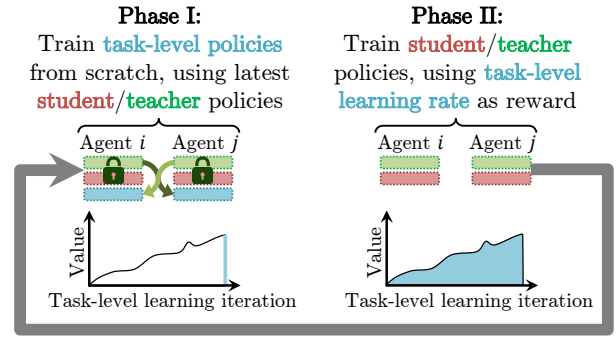 Phase I:
Train task-level policies
from scratch, using latest
student/teacher policies
Agent i
Agent j
Value
Task-level learning iteration
Phase II:
Train student/teacher
policies, using task-level
learning rate as reward
Agent i
Agent j
Value
Task-level learning iteration